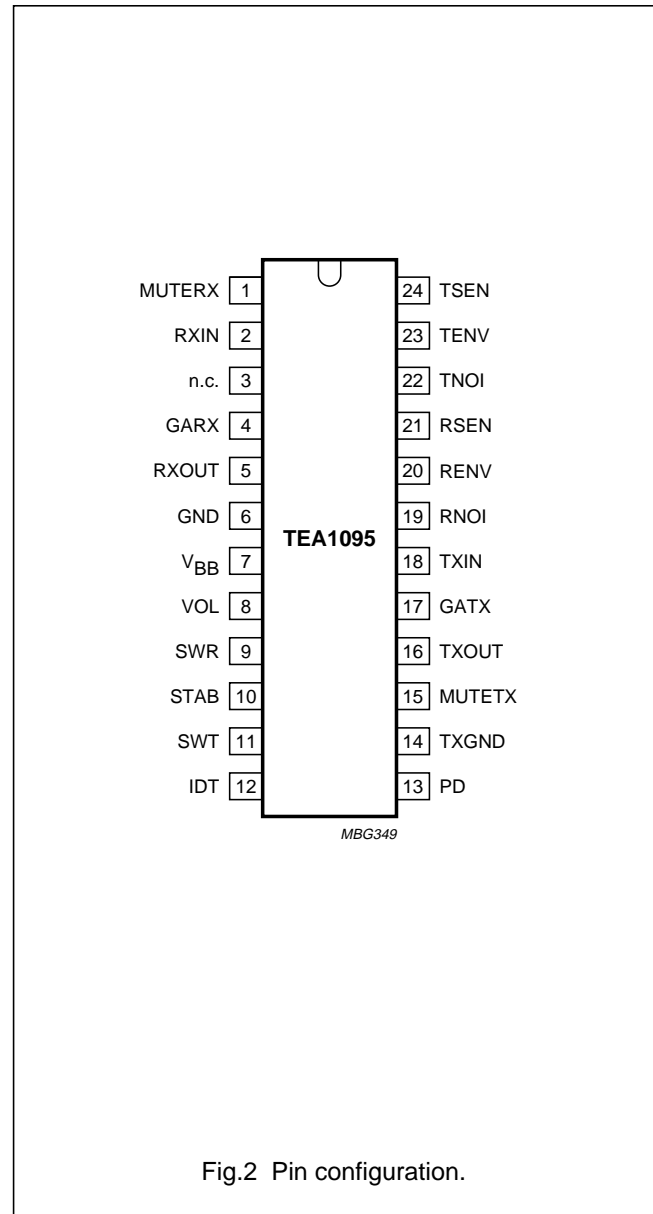 MUTERX 1 24 TSEN
RXIN 2 23 TENV
n.c. 3 22 TNOI
GARX 4 21 RSEN
RXOUT 5 20 RENV
GND 6 19 RNOI
TEA1095
VBB 7 18 TXIN
VOL 8 17 GATX
SWR 9 16 TXOUT
STAB 10 15 MUTETX
SWT 11 14 TXGND
IDT 12 13 PD
MBG349
Fig.2 Pin configuration.